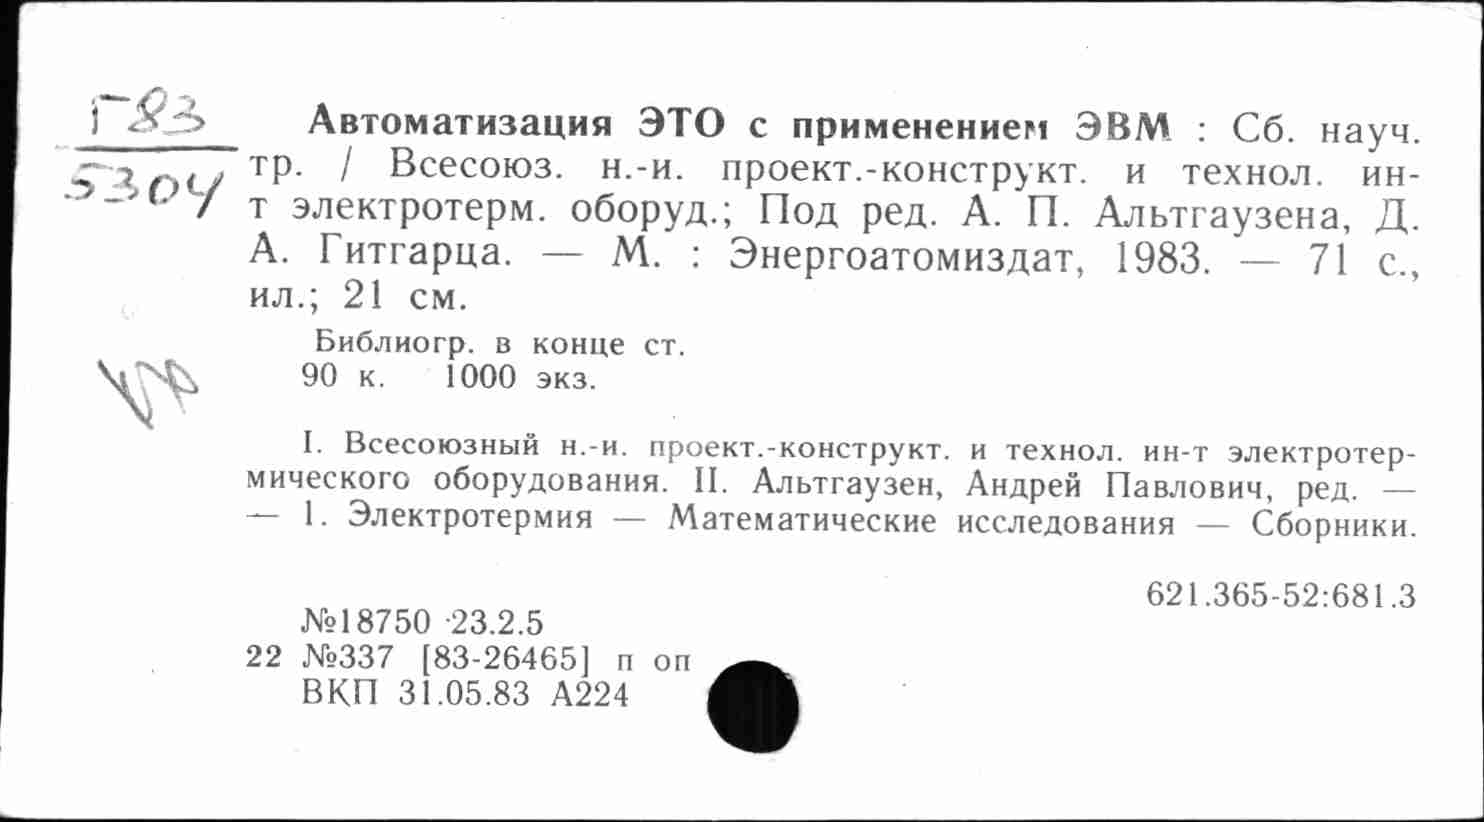 Г83
5304
Автоматизация ЭТО с применением ЭВМ : Сб. науч.
тр. / Всесоюз. н.-и. проект.-конструкт. и технол. ин-
т электротерм. оборуд.; Под ред. А. П. Альтгаузена, Д.
А. Гитгарца. — М. : Энергоатомиздат, 1983. — 71 с.,
ил.; 21 см.
Библиогр. в конце ст.
90 к. 1000 экз.
I. Всесоюзный н.-и. проект.-конструкт. и технол. ин-т электротер-
мического оборудования. II. Альтгаузен, Андрей Павлович, ред. —
— 1. Электротермия — Математические исследования — Сборники.
621.365-52:681.3
№18750 23.2.5
22 №337 [83-26465] п оп
ВКП 31.05.83 А224